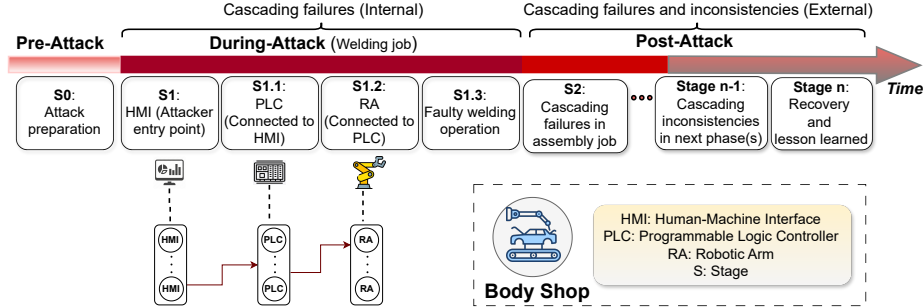 Cascading failures (Internal)
Cascading failures and inconsistencies (External)
Pre-Attack
During-Attack (Welding job)
Post-Attack
Time
S0:
Attack
preparation
S1:
HMI (Attacker
entry point)
S1.1:
PLC
(Connected
to HMI)
S1.2:
RA
(Connected
to PLC)
S1.3:
Faulty welding
operation
S2:
Cascading
failures in
assembly job
Stage n-1:
Cascading
inconsistencies
in next phase(s)
Stage n:
Recovery
and
lesson learned
HMI
HMI
PLC
PLC
RA
RA
Body Shop
HMI: Human-Machine Interface
PLC: Programmable Logic Controller
RA: Robotic Arm
S: Stage